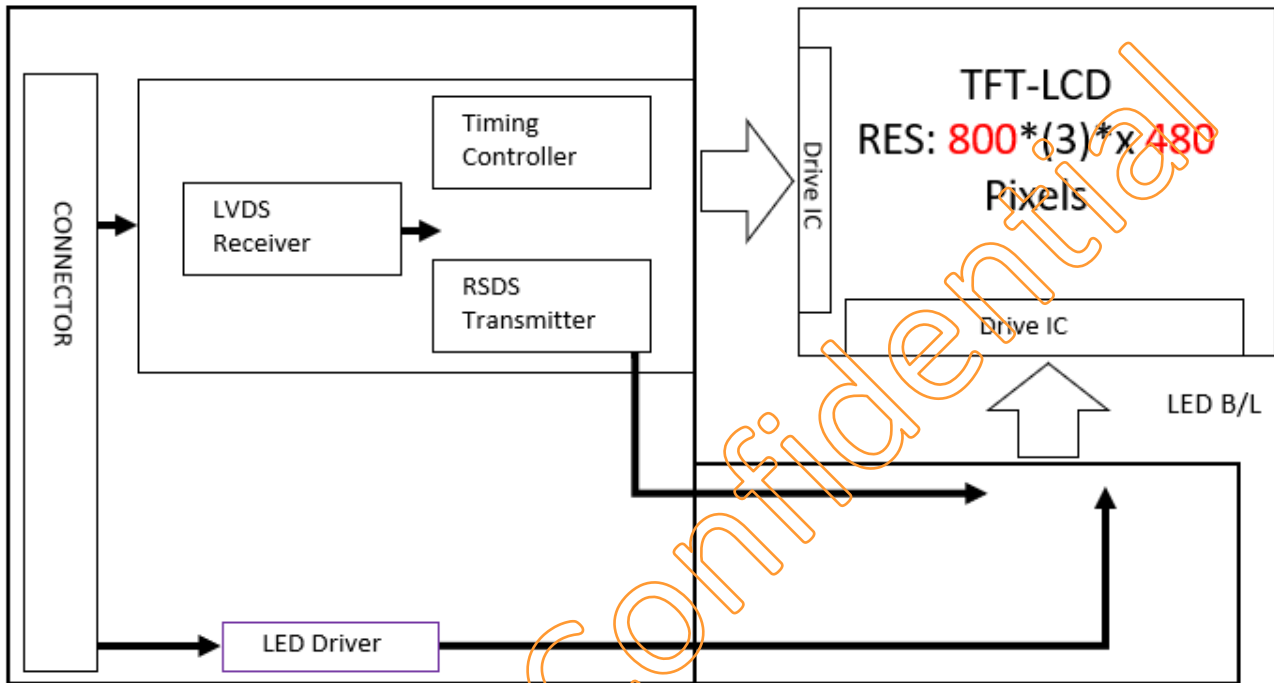 CONNECTOR
Timing
Controller
LVDS
Receiver
RSDS
Transmitter
LED Driver
Drive IC
TFT-LCD
RES: 800*(3)*x 480
Pixels
Drive IC
LED B/L
Confidential